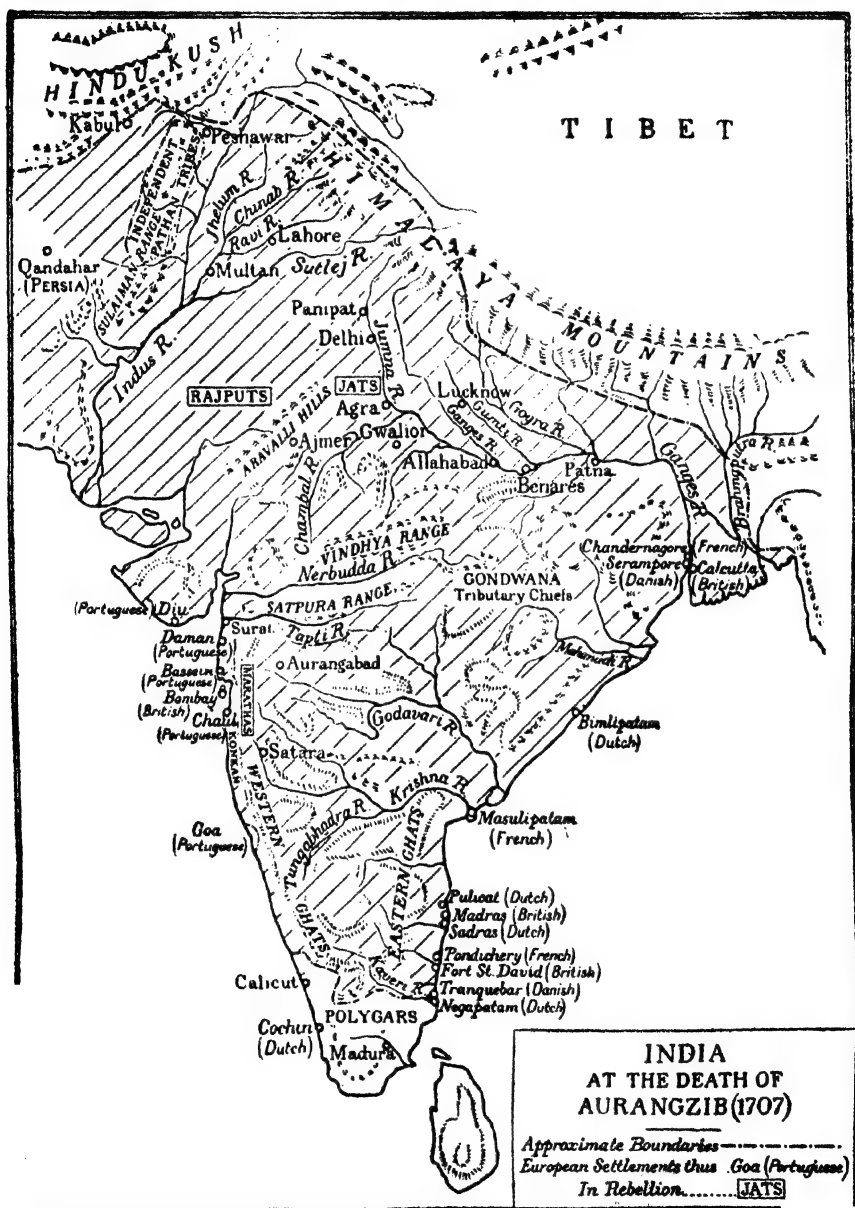 HINDU KUSH
Kabul
Peshawar
TIBET
INDEPENDENT
PATHAN TRIBES
SULAIMAN RANGE
Jhelum R.
Chinab R.
Ravi R.
Lahore
HIMALAYA MOUNTAINS
Qandahar
(PERSIA)
Multan
Sutlej R.
Panipat
Delhi
Jumna R.
Indus R.
RAJPUTS
JATS
Agra
Lucknow
Gumti R.
Gogra R.
Ganges R.
ARAVALLI HILLS
Ajmer
Gwalior
Allahabad
Benares
Patna
Ganges R.
Brahmaputra R.
Chambal R.
VINDHYA RANGE
Nerbudda R.
Chandernagore (French)
Serampore
(Danish)
Calcutta
(British)
GONDWANA
Tributary Chiefs
(Portuguese) Diu
SATPURA RANGE
Surat
Tapti R.
Daman
(Portuguese)
Mahanadi R.
Bassein
(Portuguese)
Aurangabad
Bombay
(British)
MARATHAS
Chaul
(Portuguese)
KONKAN
Godavari R.
Bimlipatam
(Dutch)
Satara
WESTERN GHATS
Krishna R.
Masulipatam
(French)
Goa
(Portuguese)
Tungabhadra R.
EASTERN GHATS
Pulicat (Dutch)
Madras (British)
Sadras (Dutch)
Pondichery (French)
Fort St. David (British)
Calicut
Kaveri R.
Tranquebar (Danish)
Negapatam (Dutch)
POLYGARS
Cochin
(Dutch)
Madura
INDIA
AT THE DEATH OF
AURANGZIB (1707)
Approximate Boundaries
European Settlements thus . Goa (Portuguese)
In Rebellion........JATS